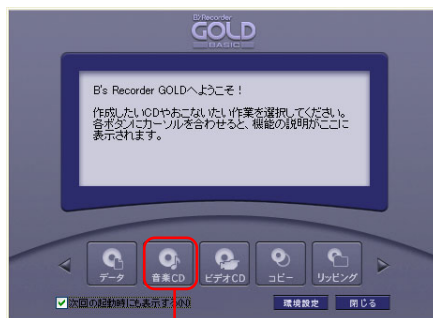 B's Recorder
GOLD
BASIC
B's Recorder GOLDへようこそ！
作成したいCDやおこないたい作業を選択してください。
各ボタンにカーソルを合わせると、機能の説明がここに
表示されます。
データ
音楽CD
ビデオCD
コピー
リッピング
次回の起動時にも表示する(W)
環境設定
閉じる